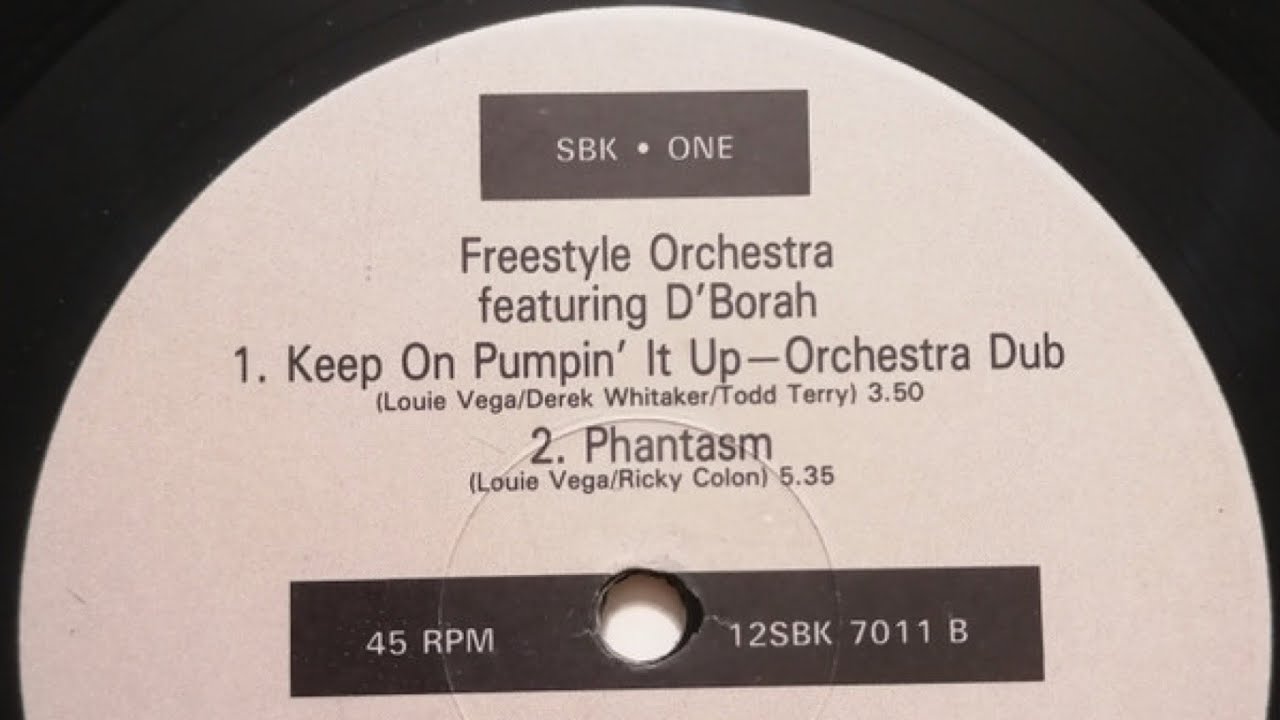 SBK • ONE
Freestyle Orchestra
featuring D'Borah
1. Keep On Pumpin' It Up—Orchestra Dub
(Louie Vega/Derek Whitaker/Todd Terry) 3.50
2. Phantasm
(Louie Vega/Ricky Colon) 5.35
45 RPM 12SBK 7011 B